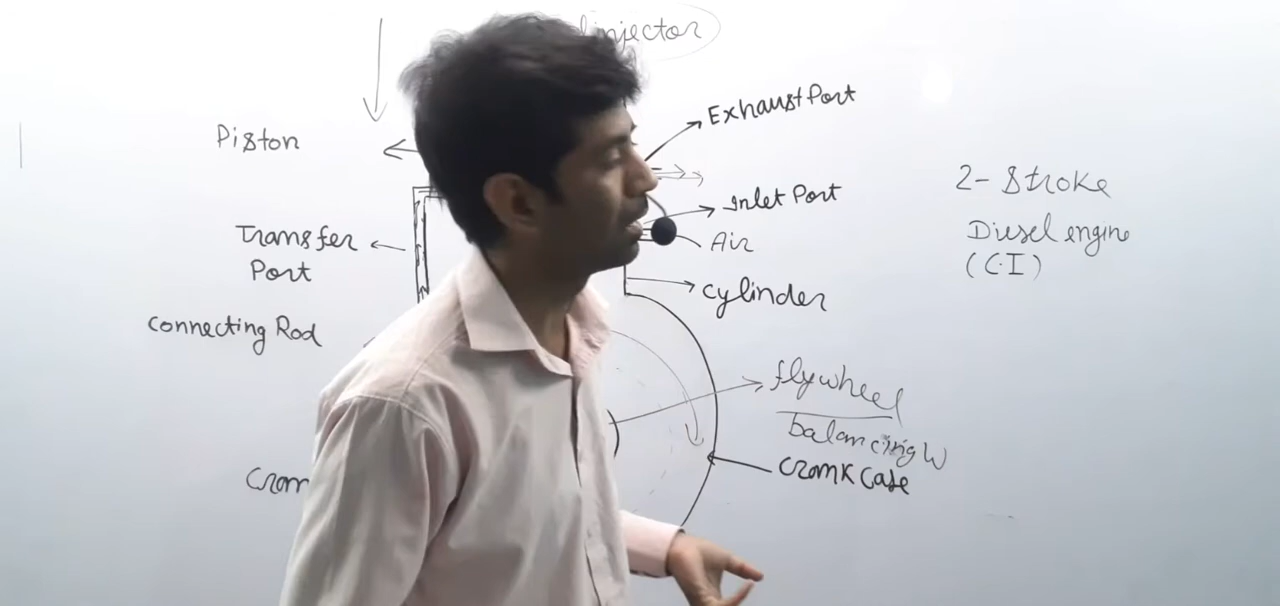 injector
Exhaust Port
Piston
Inlet Port
2-Stroke
Transfer
Air
Diesel engine
Port
(C.I)
Cylinder
Connecting Rod
flywheel
balancing W
Crank Case